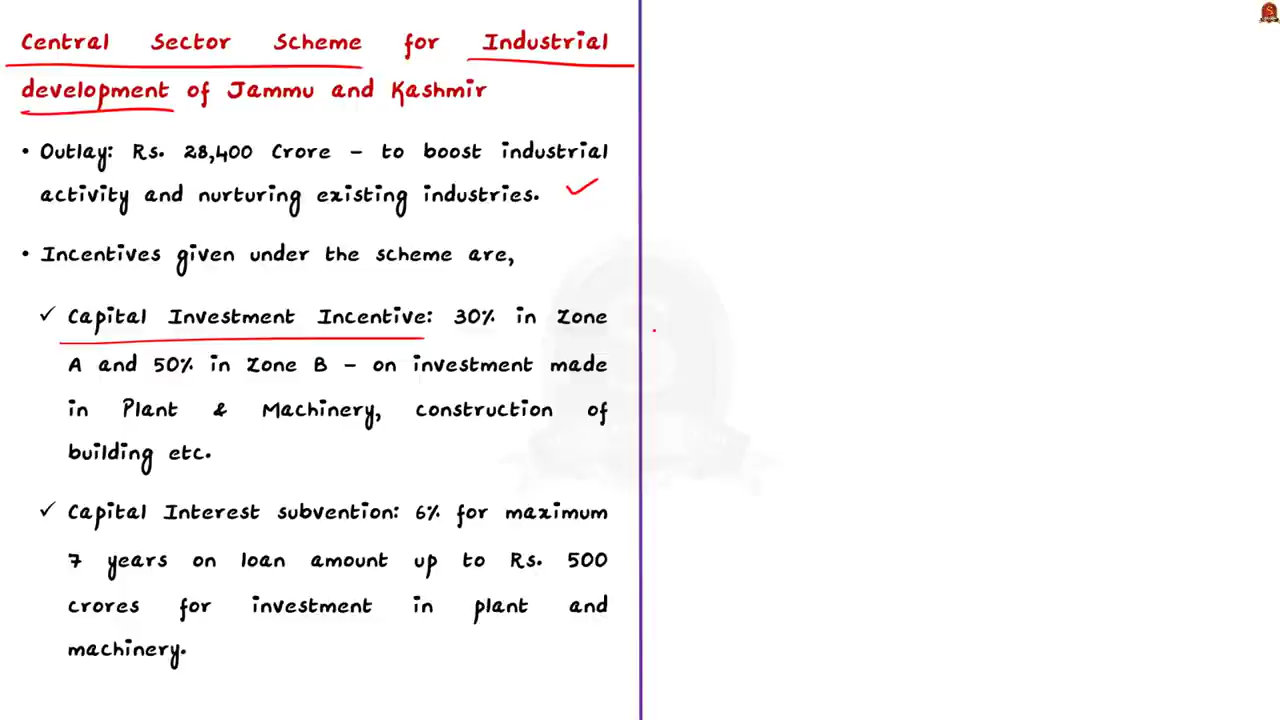 Central Sector Scheme for Industrial
development of Jammu and Kashmir
• Outlay: Rs. 28,400 Crore – to boost industrial
activity and nurturing existing industries.
• Incentives given under the scheme are,
✓ Capital Investment Incentive: 30% in Zone
A and 50% in Zone B – on investment made
in Plant & Machinery, construction of
building etc.
✓ Capital Interest subvention: 6% for maximum
7 years on loan amount up to Rs. 500
crores for investment in plant and
machinery.